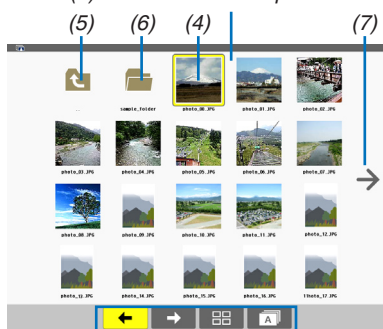 (5) (6) (4) (7)
sample_folder photo_00.JPG photo_01.JPG photo_02.JPG
photo_03.JPG photo_04.JPG photo_05.JPG photo_06.JPG photo_07.JPG
photo_08.JPG photo_09.JPG photo_10.JPG photo_11.JPG photo_12.JPG
photo_13.JPG photo_14.JPG photo_15.JPG photo_16.JPG photo_17.JPG
A